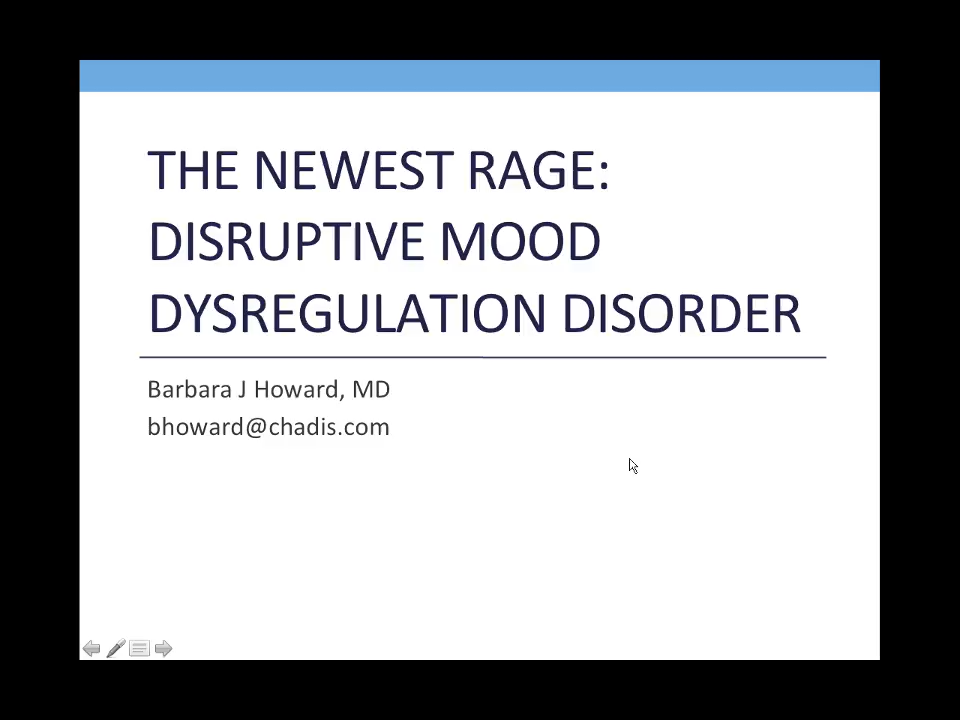 THE NEWEST RAGE:
DISRUPTIVE MOOD
DYSREGULATION DISORDER
Barbara J Howard, MD
bhoward@chadis.com